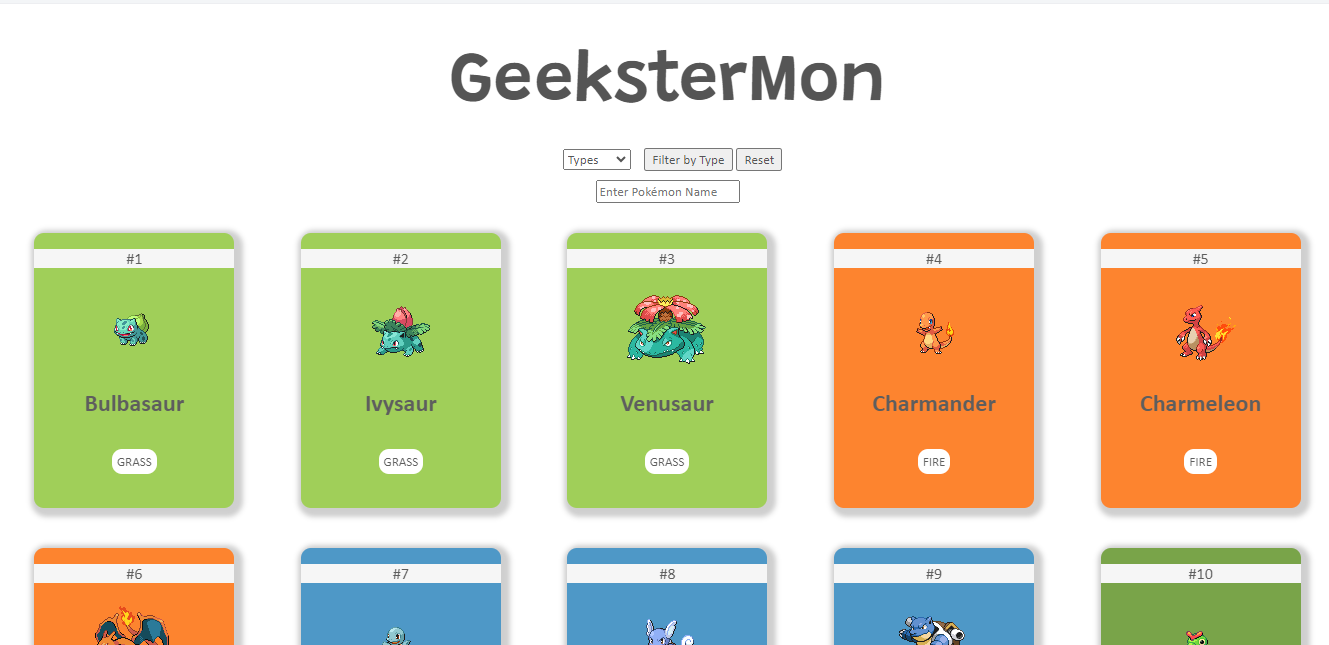 GeeksterMon
Types Filter by Type Reset
Enter Pokémon Name
#1 #2 #3 #4 #5
Bulbasaur Ivysaur Venusaur Charmander Charmeleon
GRASS GRASS GRASS FIRE FIRE
#6 #7 #8 #9 #10